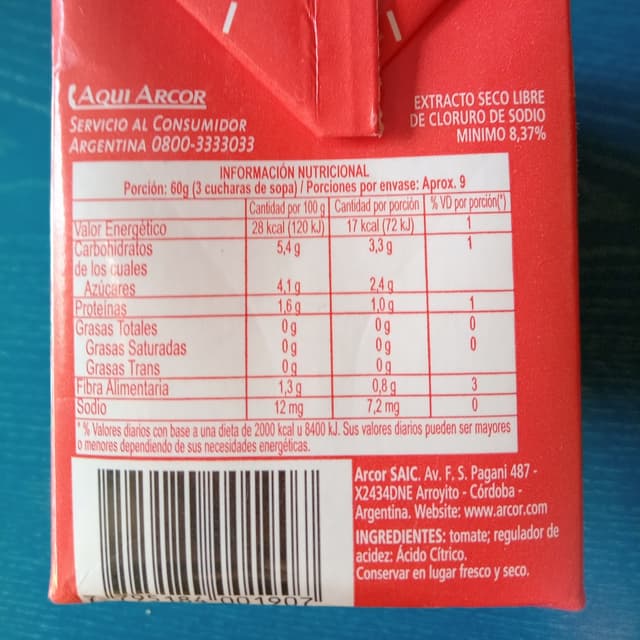 AQUI ARCOR
SERVICIO AL CONSUMIDOR
ARGENTINA 0800-3333033
EXTRACTO SECO LIBRE
DE CLORURO DE SODIO
MINIMO 8,37%
INFORMACIÓN NUTRICIONAL
Porción: 60g (3 cucharas de sopa) / Porciones por envase: Aprox. 9
Cantidad por 100 g Cantidad por porción % VD por porción(*)
Valor Energético 28 kcal (120 kJ) 17 kcal (72 kJ) 1
Carbohidratos 5,4 g 3,3 g 1
de los cuales
Azúcares 4,1 g 2,4 g
Proteínas 1,6 g 1,0 g 1
Grasas Totales 0 g 0 g 0
Grasas Saturadas 0 g 0 g 0
Grasas Trans 0 g 0 g
Fibra Alimentaria 1,3 g 0,8 g 3
Sodio 12 mg 7,2 mg 0
* % Valores diarios con base a una dieta de 2000 kcal u 8400 kJ. Sus valores diarios pueden ser mayores
o menores dependiendo de sus necesidades energéticas.
Arcor SAIC. Av. F. S. Pagani 487 -
X2434DNE Arroyito - Córdoba -
Argentina. Website: www.arcor.com
INGREDIENTES: tomate; regulador de
acidez: Ácido Cítrico.
Conservar en lugar fresco y seco.
001907